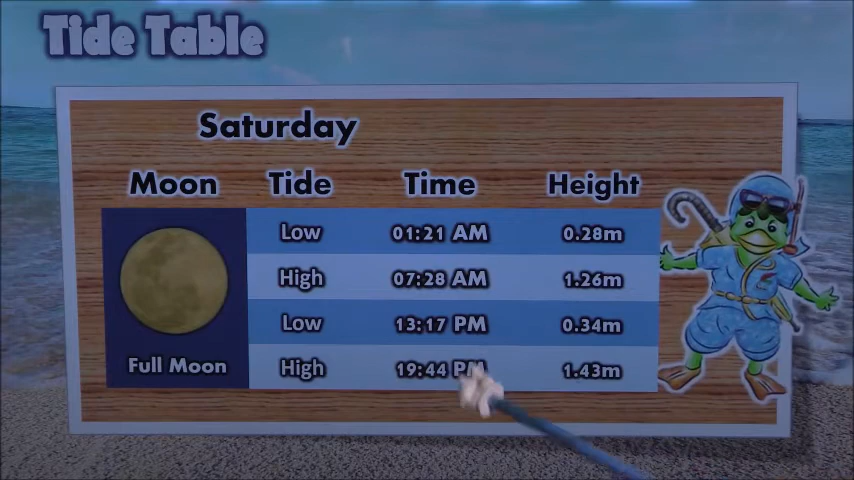 Tide Table
Saturday
Moon Tide Time Height
Low 01:21 AM 0.28m
High 07:28 AM 1.26m
Low 13:17 PM 0.34m
High 19:44 PM 1.43m
Full Moon